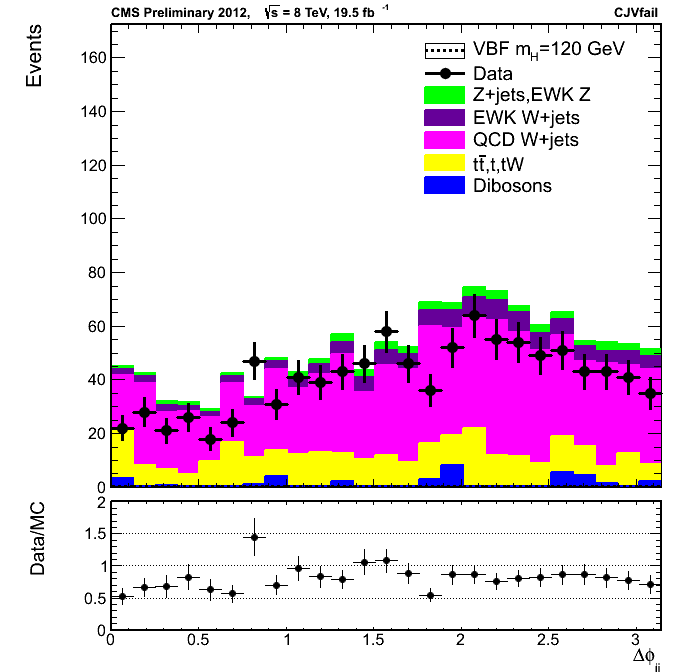 CMS Preliminary 2012, √s = 8 TeV, 19.5 fb⁻¹ CJVfail
Events
160
140
120
100
80
60
40
20
0
VBF m_H=120 GeV
Data
Z+jets,EWK Z
EWK W+jets
QCD W+jets
tt̄,t,tW
Dibosons
Data/MC
2
1.5
1
0.5
0
0 0.5 1 1.5 2 2.5 3
Δϕ_jj